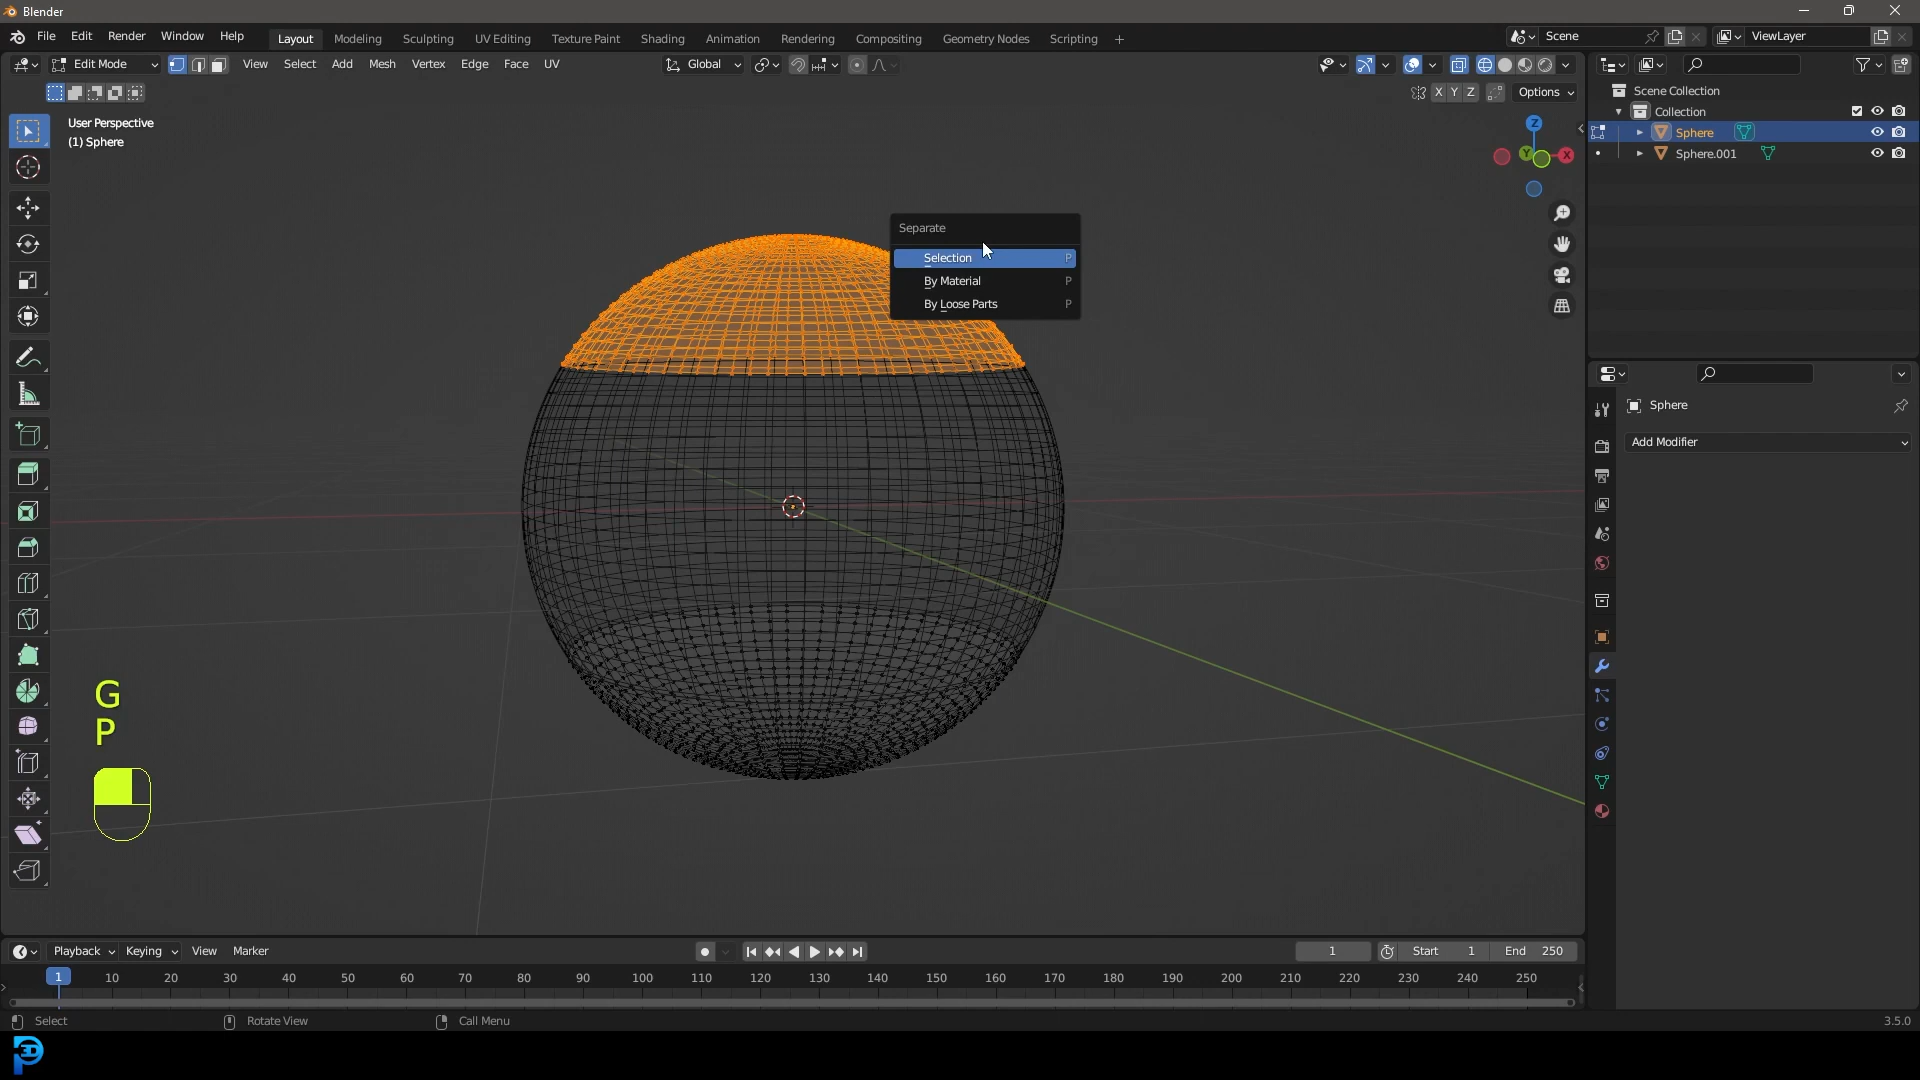 Blender
File Edit Render Window Help Layout Modeling Sculpting UV Editing Texture Paint Shading Animation Rendering Compositing Geometry Nodes Scripting + Scene ViewLayer
Edit Mode View Select Add Mesh Vertex Edge Face UV Global
X Y Z Options
User Perspective
(1) Sphere
Z
Y X
Scene Collection
Collection
Sphere
Sphere.001
Separate
Selection P
By Material P
By Loose Parts P
Sphere
Add Modifier
G
P
Playback Keying View Marker 1 Start 1 End 250
1 10 20 30 40 50 60 70 80 90 100 110 120 130 140 150 160 170 180 190 200 210 220 230 240 250
Select Rotate View Call Menu 3.5.0
3D